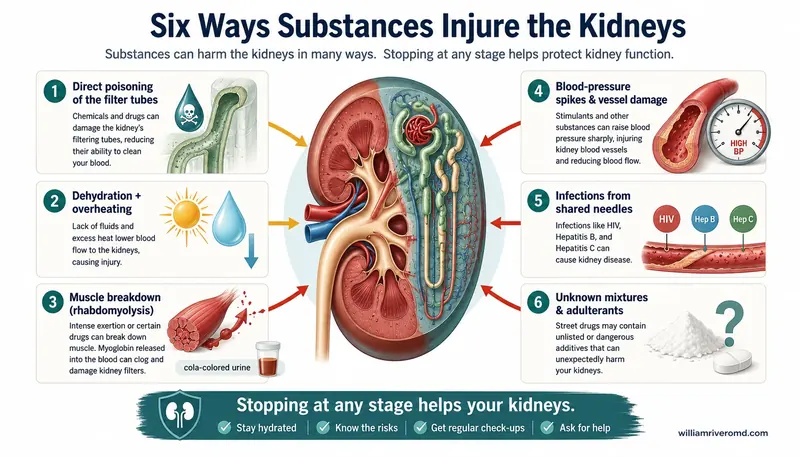 Six Ways Substances Injure the Kidneys
Substances can harm the kidneys in many ways. Stopping at any stage helps protect kidney function.
1
Direct poisoning
of the filter tubes
Chemicals and drugs can
damage the kidney's
filtering tubes, reducing
their ability to clean
your blood.
2
Dehydration +
overheating
Lack of fluids and
excess heat lower blood
flow to the kidneys,
causing injury.
3
Muscle breakdown
(rhabdomyolysis)
Intense exertion or certain
drugs can break down
muscle. Myoglobin released
into the blood can clog and
damage kidney filters.
cola-colored urine
4
Blood-pressure
spikes & vessel damage
Stimulants and other
substances can raise blood
pressure sharply, injuring
kidney blood vessels
and reducing blood flow.
HIGH
BP
5
Infections from
shared needles
Infections like HIV,
Hepatitis B, and
Hepatitis C can
cause kidney disease.
HIV
Hep B
Hep C
6
Unknown mixtures
& adulterants
Street drugs may contain
unlisted or dangerous
additives that can
unexpectedly harm
your kidneys.
?
Stopping at any stage helps your kidneys.
Stay hydrated
Know the risks
Get regular check-ups
Ask for help
williamriveromd.com